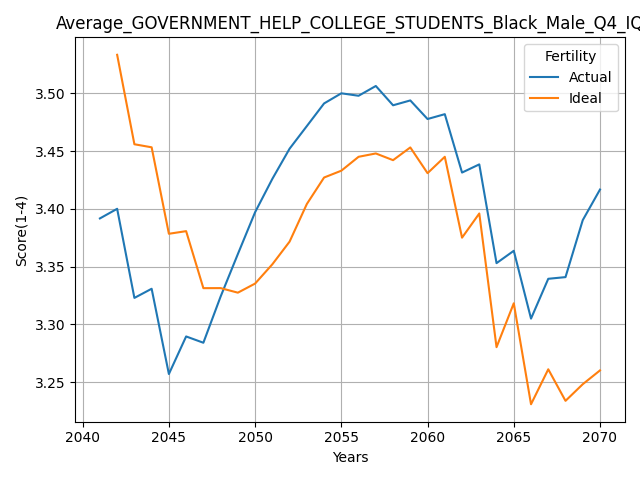 Average_GOVERNMENT_HELP_COLLEGE_STUDENTS_Black_Male_Q4_IQ
Fertility
Actual
Ideal
Score(1-4)
3.50
3.45
3.40
3.35
3.30
3.25
2040 2045 2050 2055 2060 2065 2070
Years